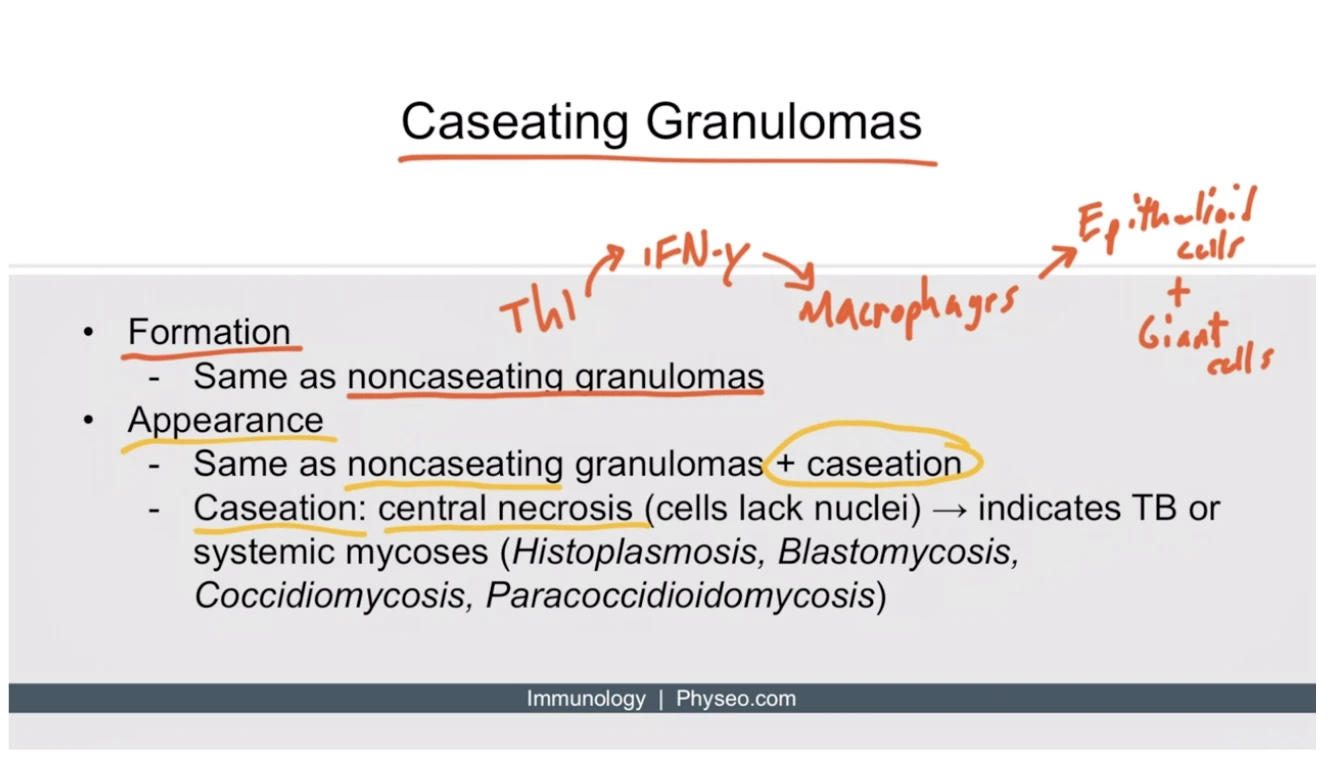 Caseating Granulomas
Th1 → IFN-γ → Macrophages → Epithelioid
cells
+
Giant
cells
• Formation
- Same as noncaseating granulomas
• Appearance
- Same as noncaseating granulomas + caseation
- Caseation: central necrosis (cells lack nuclei) → indicates TB or
systemic mycoses (Histoplasmosis, Blastomycosis,
Coccidiomycosis, Paracoccidioidomycosis)
Immunology | Physeo.com